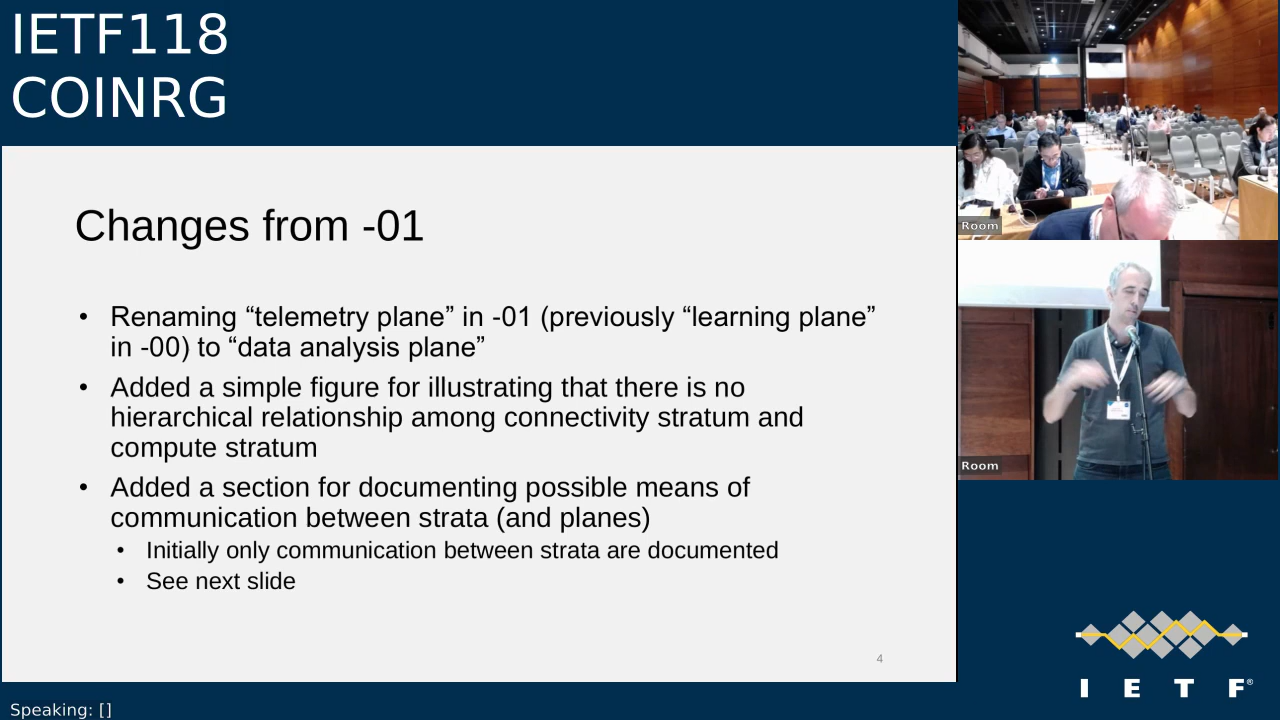 IETF118
COINRG
Changes from -01
• Renaming “telemetry plane” in -01 (previously “learning plane”
in -00) to “data analysis plane”
• Added a simple figure for illustrating that there is no
hierarchical relationship among connectivity stratum and
compute stratum
• Added a section for documenting possible means of
communication between strata (and planes)
• Initially only communication between strata are documented
• See next slide
4
Room
Room
I E T F®
Speaking: []